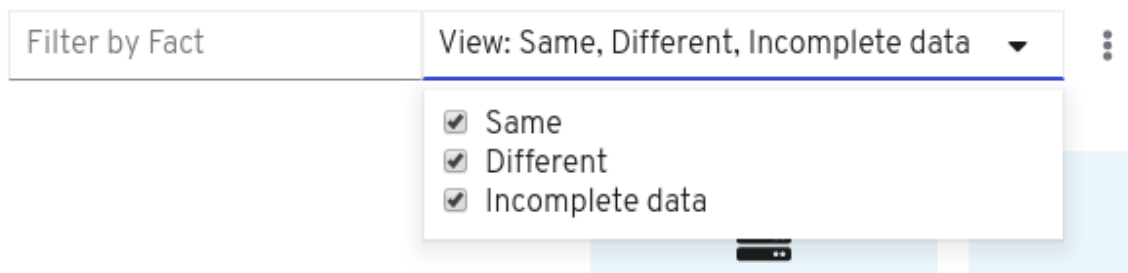 Filter by Fact
View: Same, Different, Incomplete data
Same
Different
Incomplete data